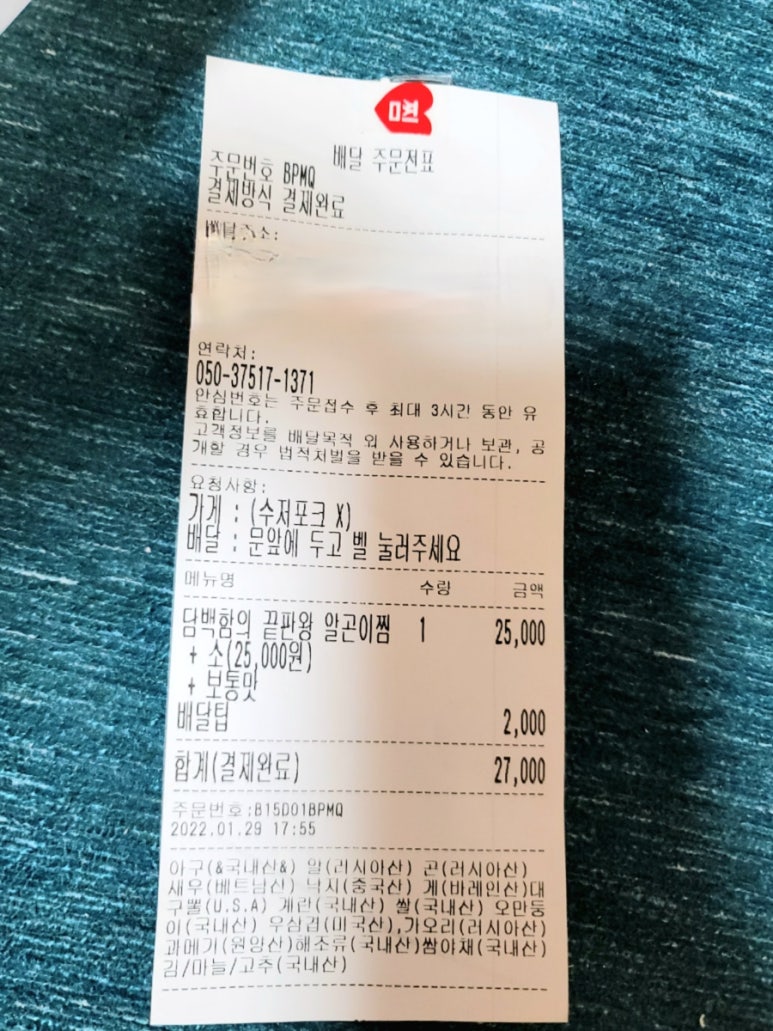 배달 주문전표
주문번호 BPMQ
결제방식 결제완료
배달주소:
연락처:
050-37517-1371
안심번호는 주문접수 후 최대 3시간 동안 유
효합니다.
고객정보를 배달목적 외 사용하거나 보관, 공
개할 경우 법적처벌을 받을 수 있습니다.
요청사항:
가게 : (수저포크 X)
배달 : 문앞에 두고 벨 눌러주세요
메뉴명 수량 금액
담백함의 끝판왕 알곤이찜 1 25,000
+ 소(25,000원)
+ 보통맛
배달팁 2,000
합계(결제완료) 27,000
주문번호:B15D01BPMQ
2022.01.29 17:55
아구(&국내산&) 알(러시아산) 곤(러시아산)
새우(베트남산) 낙지(중국산) 게(바레인산)대
구뽈(U.S.A) 계란(국내산) 쌀(국내산) 오만둥
이(국내산) 우삼겹(미국산),가오리(러시아산)
과메기(원양산)해소류(국내산)쌈야채(국내산)
김/마늘/고추(국내산)